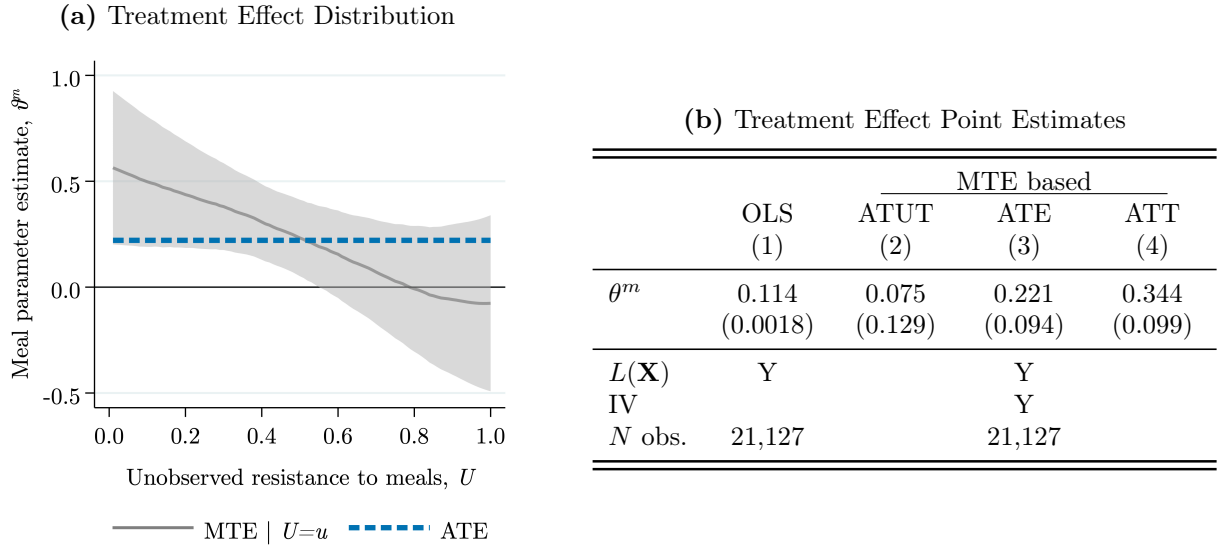 (a) Treatment Effect Distribution
Meal parameter estimate, ϑ^m
1.0
0.5
0.0
-0.5
0.0 0.2 0.4 0.6 0.8 1.0
Unobserved resistance to meals, U
MTE | U=u ATE
(b) Treatment Effect Point Estimates
MTE based
OLS ATUT ATE ATT
(1) (2) (3) (4)
θ^m 0.114 0.075 0.221 0.344
(0.0018) (0.129) (0.094) (0.099)
L(X) Y Y
IV Y
N obs. 21,127 21,127